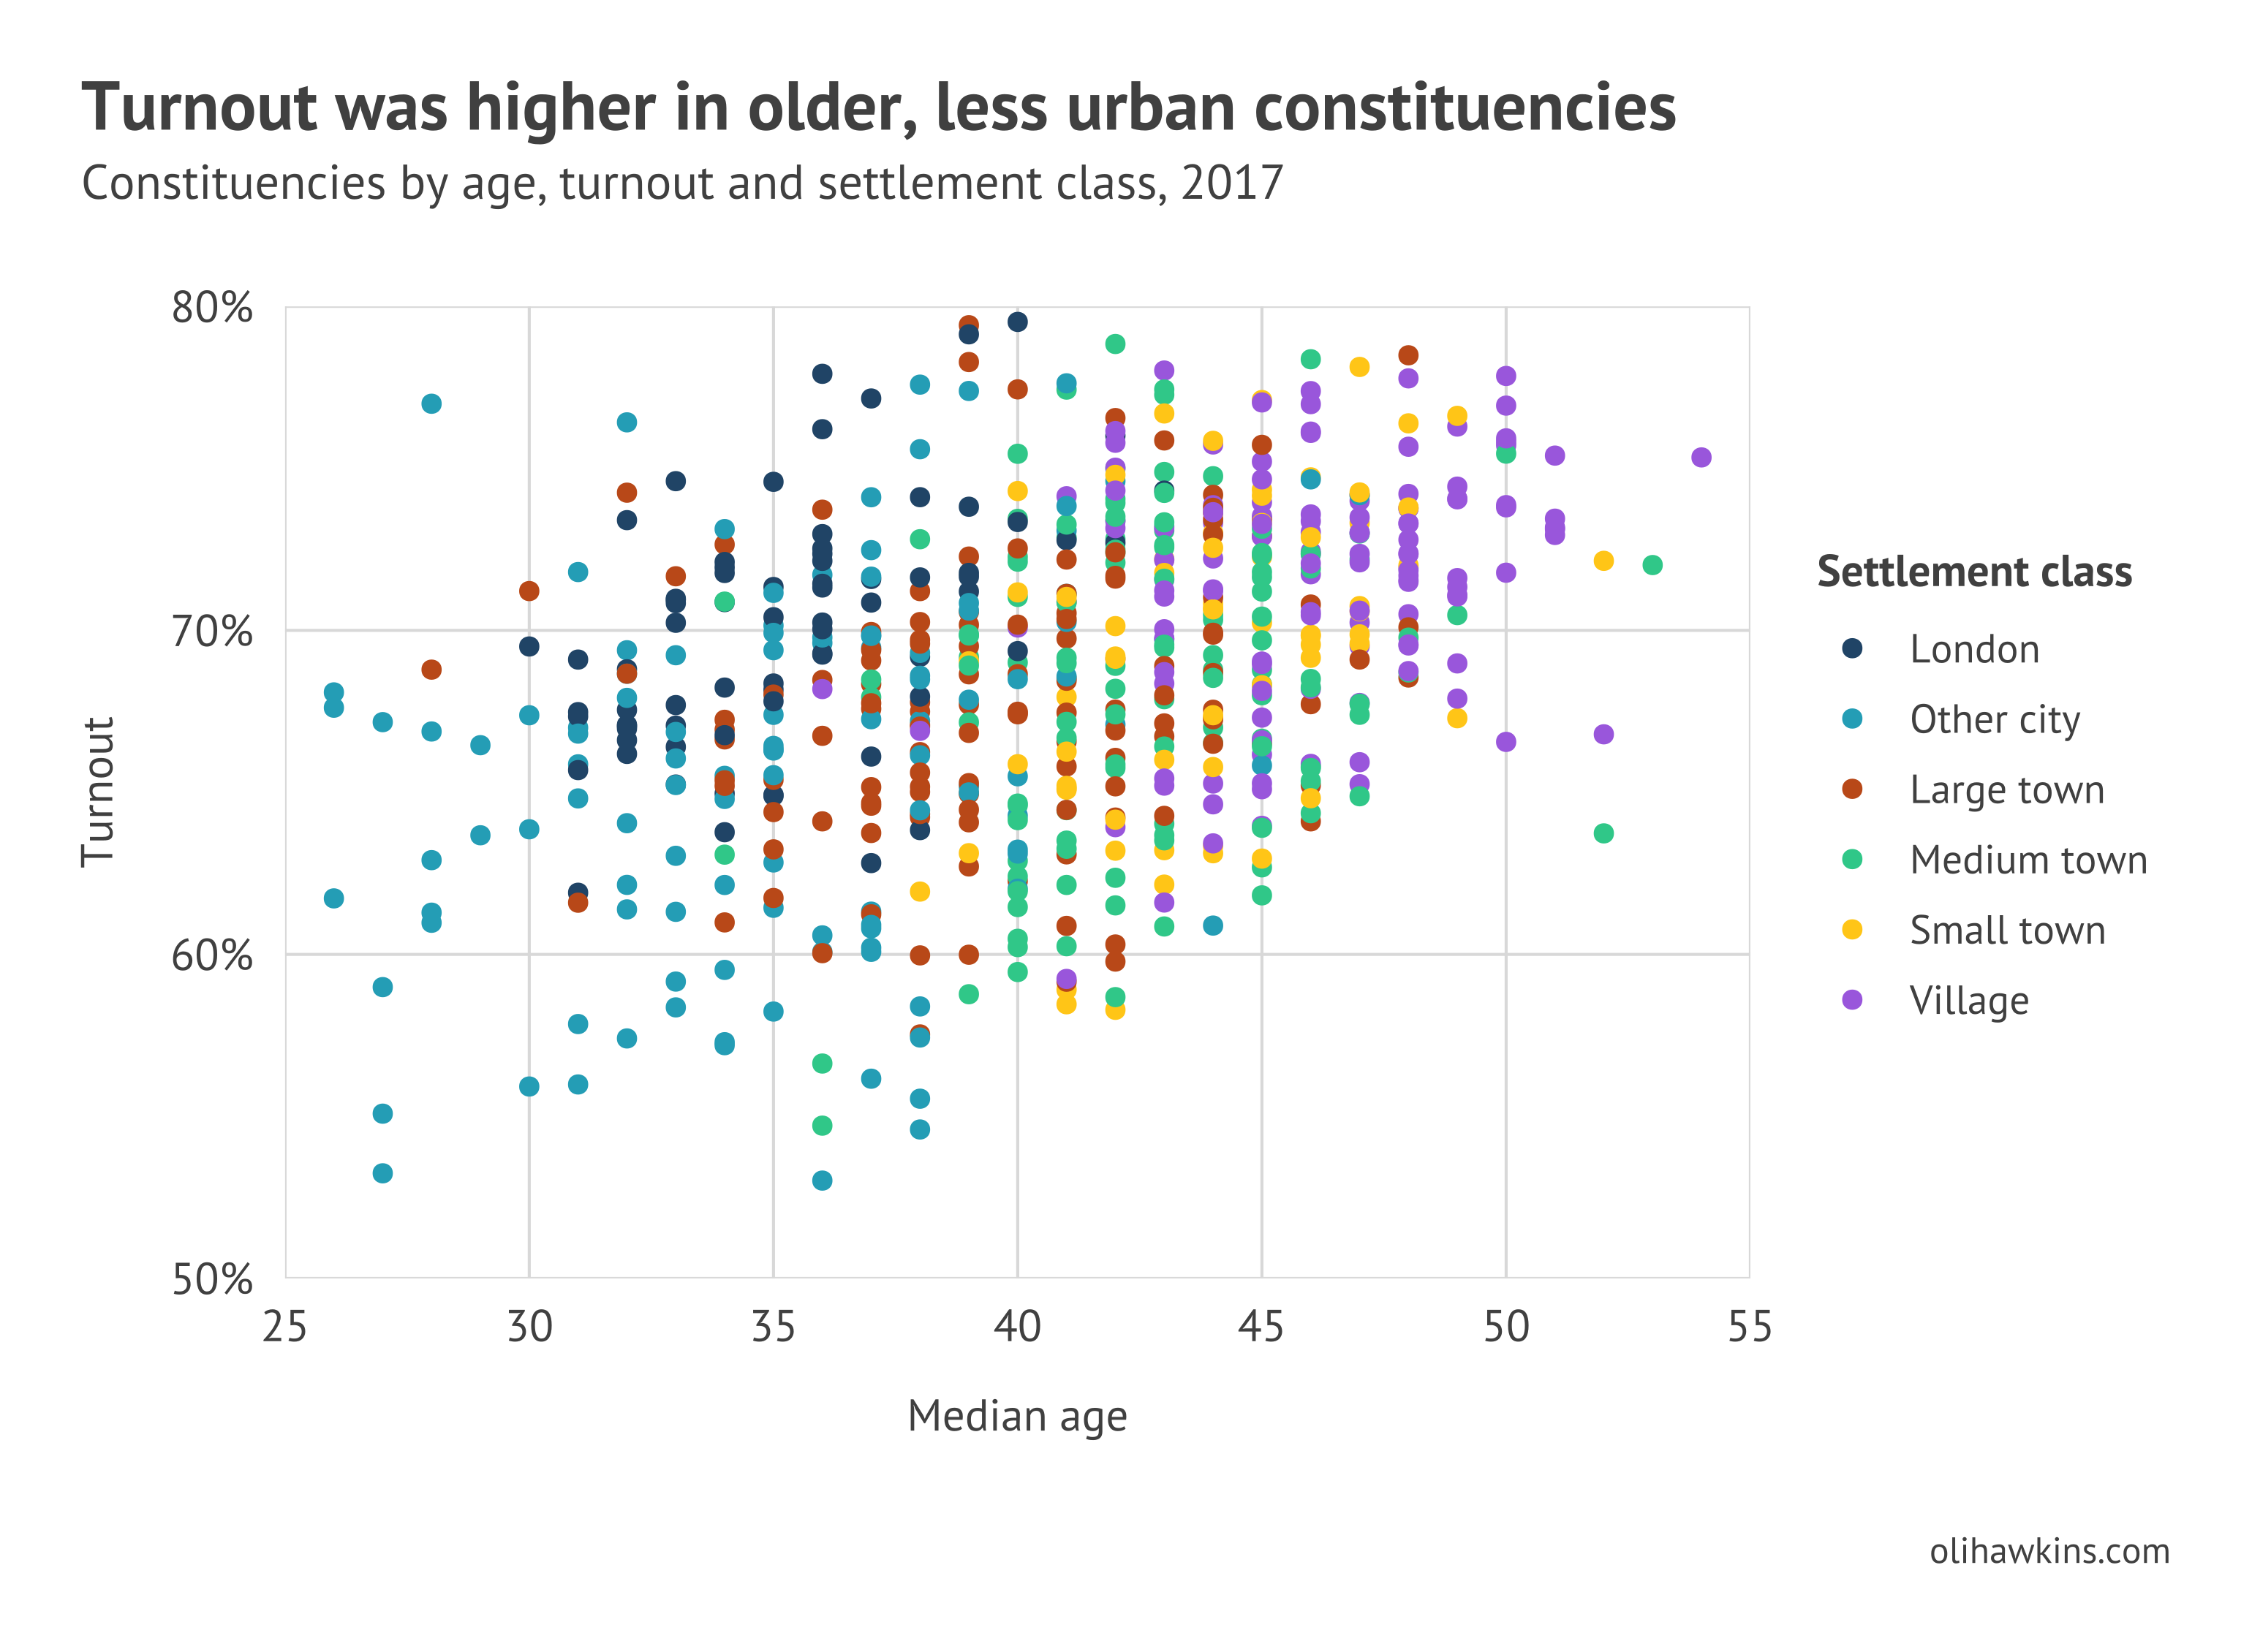 Turnout was higher in older, less urban constituencies
Constituencies by age, turnout and settlement class, 2017
80%
70%
60%
50%
Turnout
25 30 35 40 45 50 55
Median age
Settlement class
London
Other city
Large town
Medium town
Small town
Village
olihawkins.com